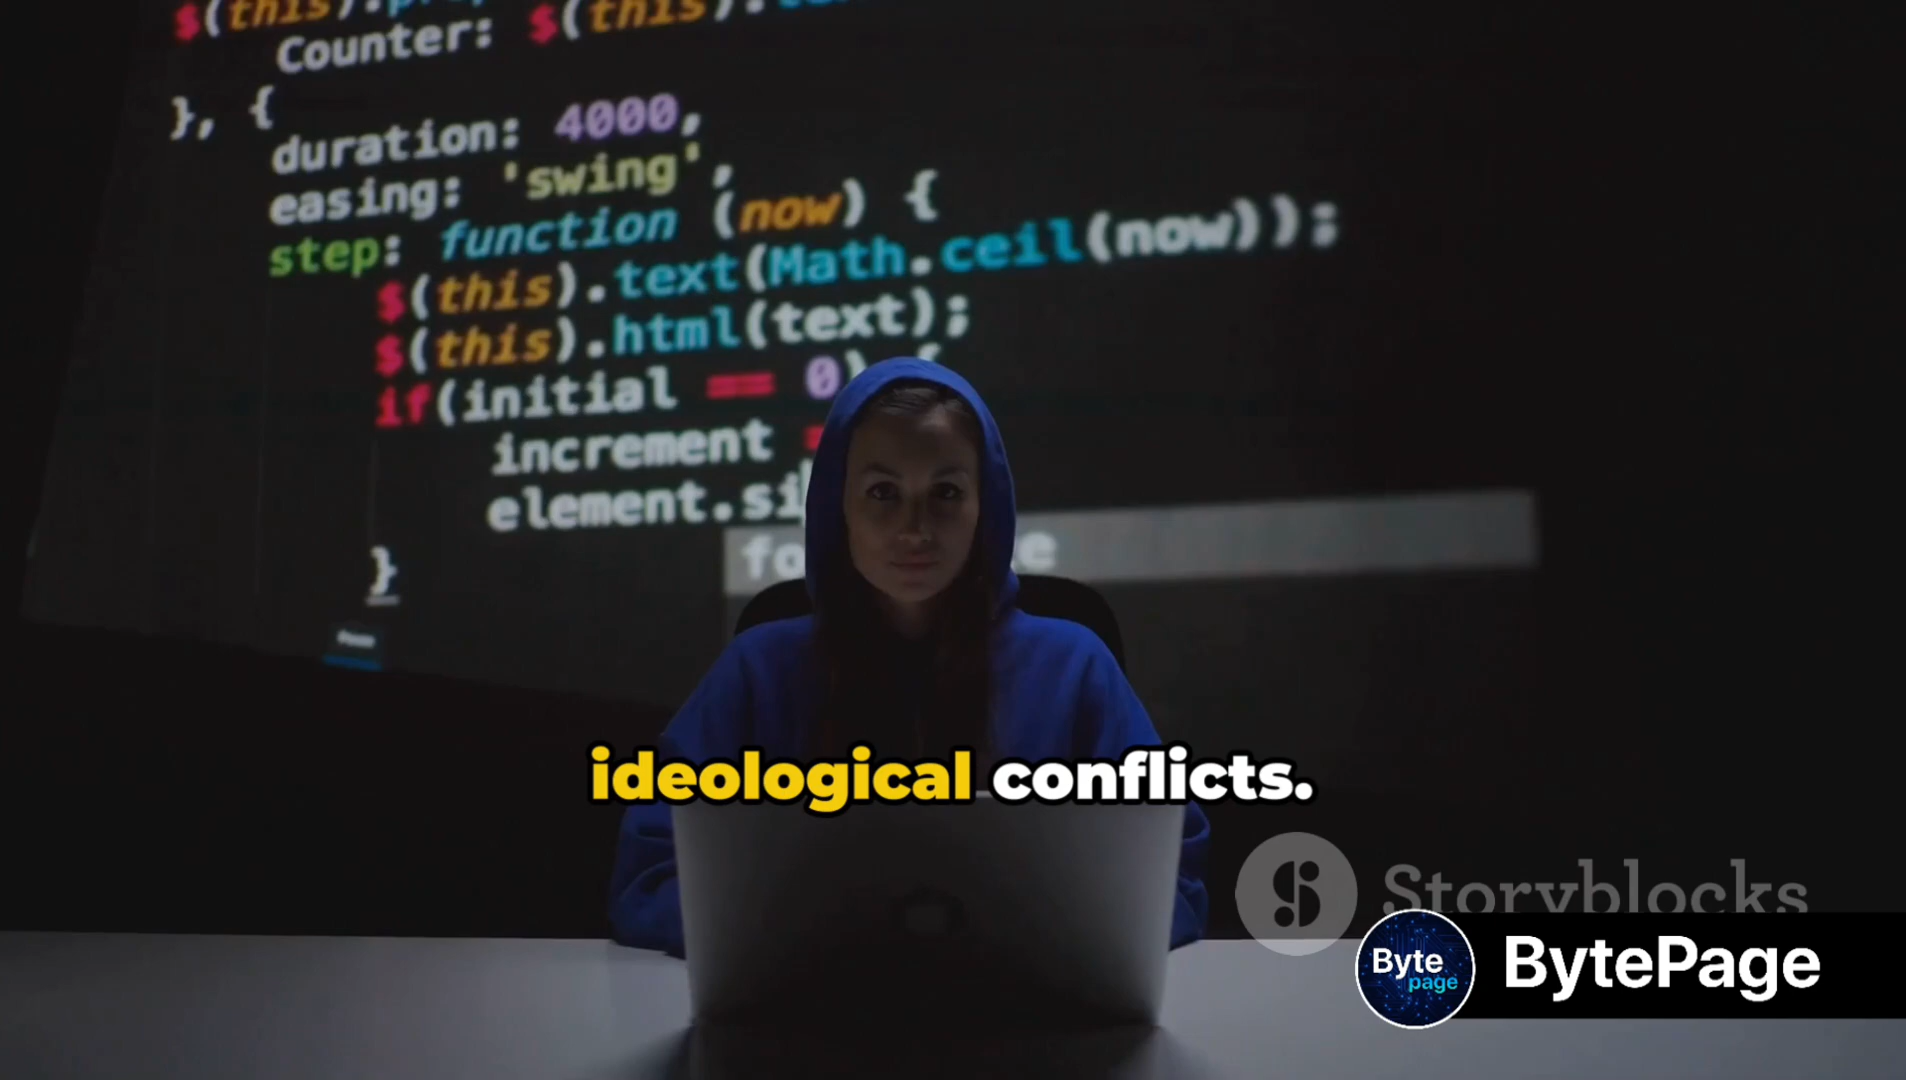 Counter: $(this).
}, {
duration: 4000,
easing: 'swing',
step: function (now) {
$(this).text(Math.ceil(now));
$(this).html(text);
if(initial == 0) {
increment
element.si
}
ideological conflicts.
Storyblocks
Byte
page
BytePage